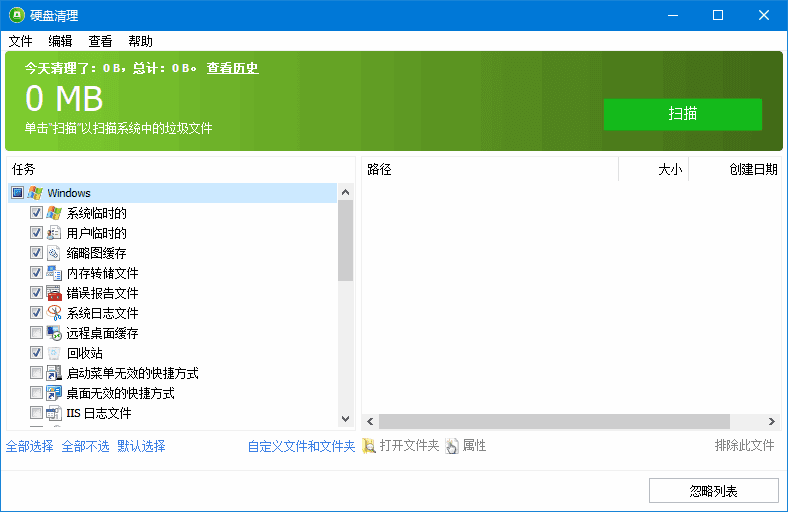 硬盘清理
文件 编辑 查看 帮助
今天清理了：0 B，总计：0 B。 查看历史
0 MB
单击"扫描"以扫描系统中的垃圾文件
扫描
任务
Windows
系统临时的
用户临时的
缩略图缓存
内存转储文件
错误报告文件
系统日志文件
远程桌面缓存
回收站
启动菜单无效的快捷方式
桌面无效的快捷方式
IIS 日志文件
路径 大小 创建日期
全部选择 全部不选 默认选择 自定义文件和文件夹 打开文件夹 属性 排除此文件
忽略列表